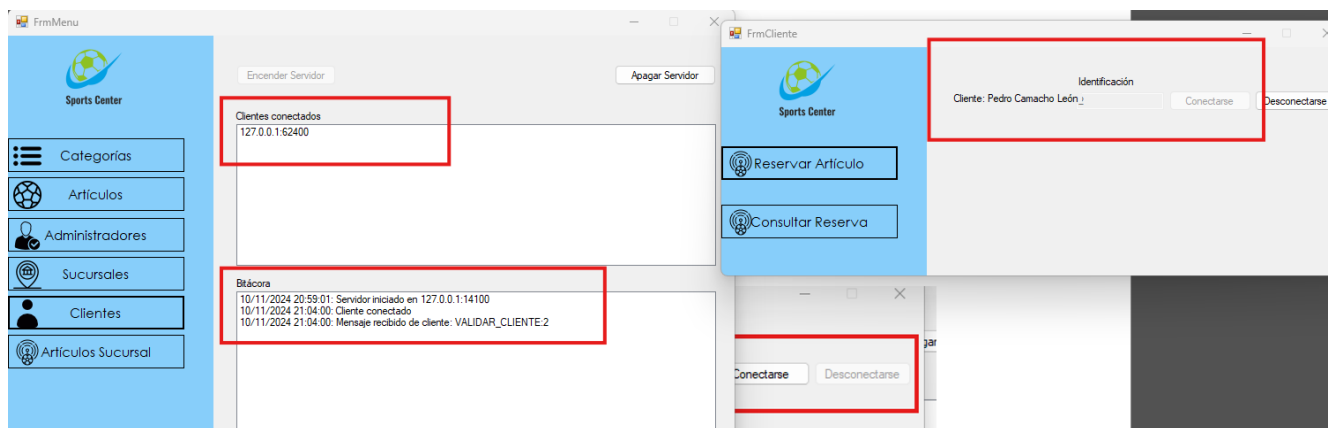 FrmMenu
Sports Center
Encender Servidor
Apagar Servidor
Clientes conectados
127.0.0.1:62400
Categorías
Artículos
Administradores
Sucursales
Clientes
Artículos Sucursal
Bitácora
10/11/2024 20:59:01: Servidor iniciado en 127.0.0.1:14100
10/11/2024 21:04:00: Cliente conectado
10/11/2024 21:04:00: Mensaje recibido de cliente: VALIDAR_CLIENTE:2
FrmCliente
Sports Center
Identificación
Cliente: Pedro Camacho León
Conectarse
Desconectarse
Reservar Artículo
Consultar Reserva
Conectarse
Desconectarse